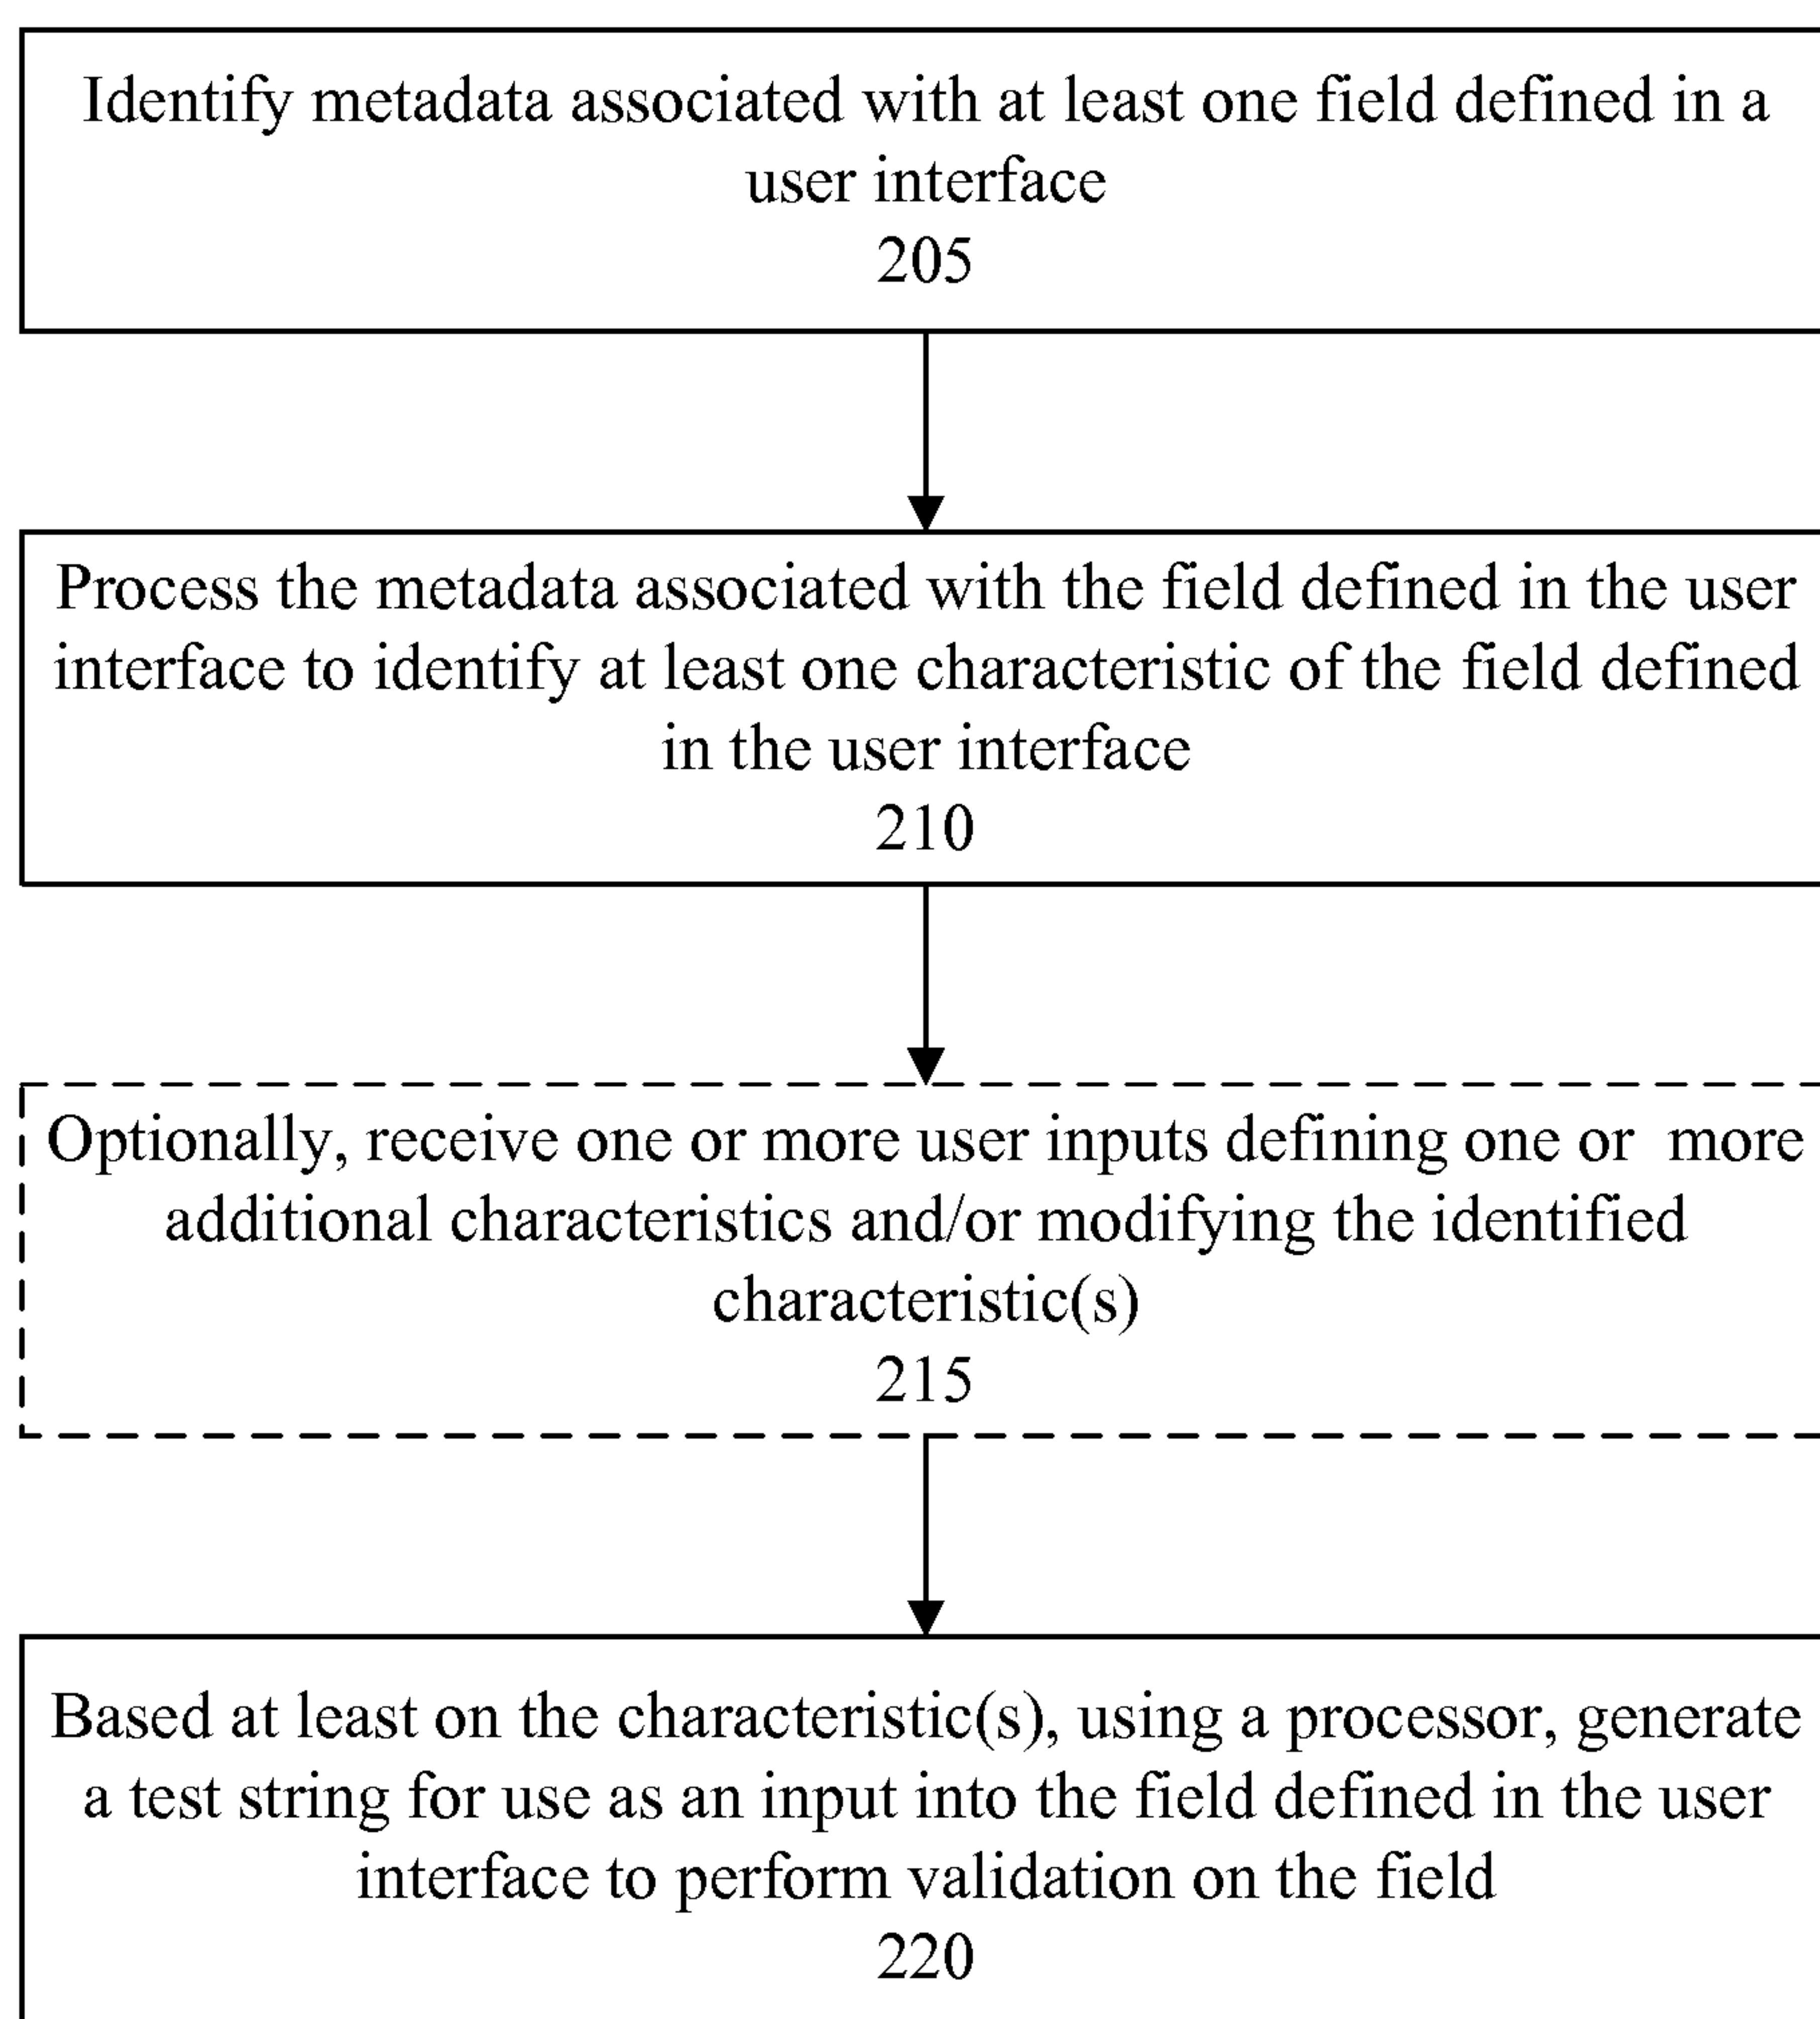 Identify metadata associated with at least one field defined in a
user interface
205
Process the metadata associated with the field defined in the user
interface to identify at least one characteristic of the field defined
in the user interface
210
Optionally, receive one or more user inputs defining one or  more
additional characteristics and/or modifying the identified
characteristic(s)
215
Based at least on the characteristic(s), using a processor, generate
a test string for use as an input into the field defined in the user
interface to perform validation on the field
220